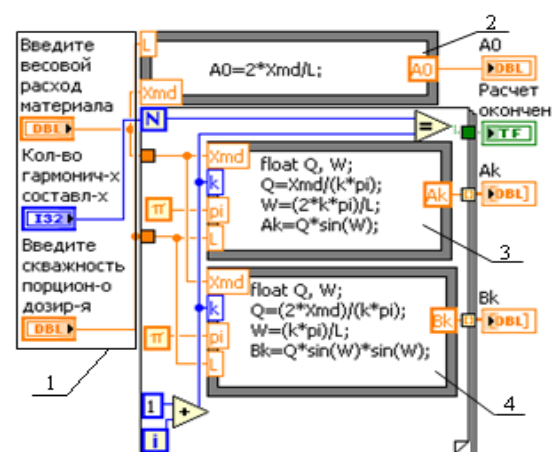 Введите
весовой
расход
материала
DBL
Кол-во
гармонич-х
составл-х
I32
Введите
скважность
порцион-о
дозир-я
DBL
1
L
Xmd
A0=2*Xmd/L;
A0
2
A0
DBL
Расчет
окончен
TF
N
=
Xmd
k
pi
L
π
float Q, W;
Q=Xmd/(k*pi);
W=(2*k*pi)/L;
Ak=Q*sin(W);
Ak
3
Ak
DBL
Xmd
k
pi
L
π
float Q, W;
Q=(2*Xmd)/(k*pi);
W=(k*pi)/L;
Bk=Q*sin(W)*sin(W);
Bk
4
Bk
DBL
1
+
i